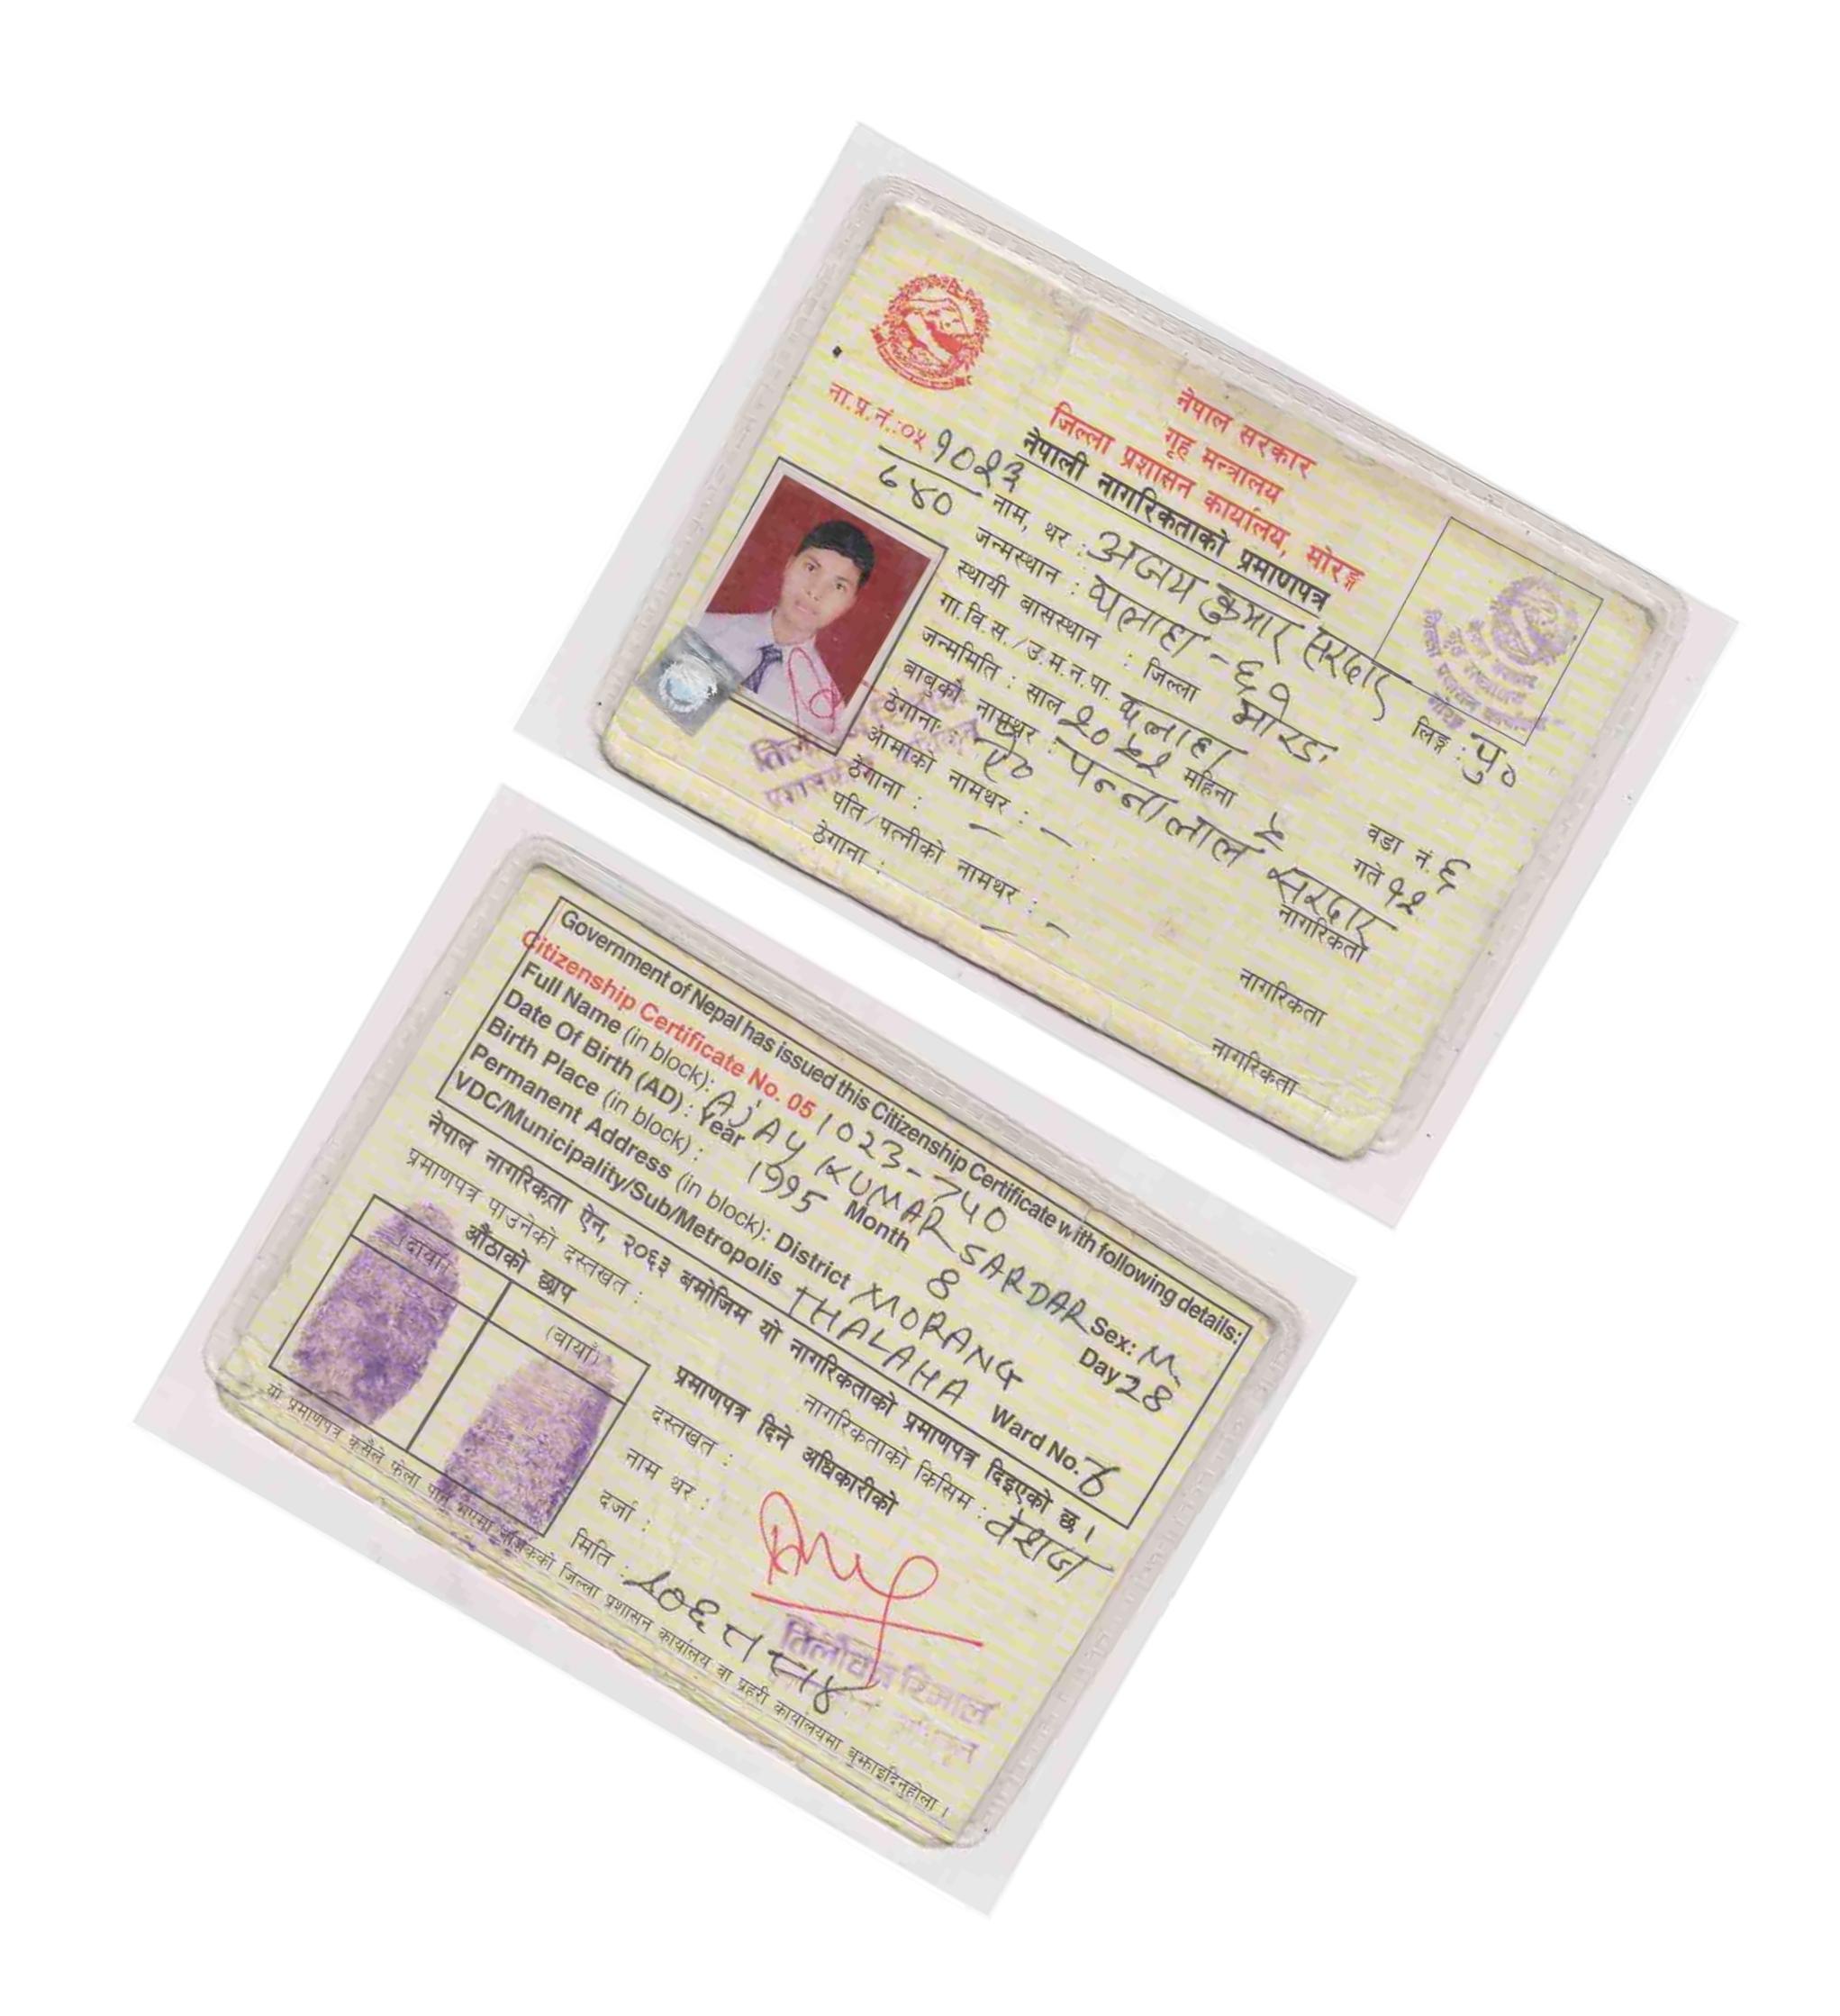 नेपाल सरकार
गृह मन्त्रालय
जिल्ला प्रशासन कार्यालय, मोरङ्ग
नेपाली नागरिकताको प्रमाणपत्र
ना.प्र.नं.:०५ १०२३
७४०
नाम, थर : अजय कुमार सरदार लिङ्ग : पु०
जन्मस्थान : थलाहा - ६
स्थायी बासस्थान : जिल्ला मोरङ
गा.वि.स./उ.म.न.पा. थलाहा वडा नं. ६
जन्ममिति : साल २०५२ महिना ५ गते १२
बाबुको नामथर : पन्नालाल सरदार
ठेगाना : ऐ० नागरिकता
आमाको नामथर : -
ठेगाना : - नागरिकता
पति/पत्नीको नामथर : -
ठेगाना : - नागरिकता
Government of Nepal has issued this Citizenship Certificate with following details:
Citizenship Certificate No. 05 1023-740 Sex: M
Full Name (in block): AJAY KUMAR SARDAR
Date Of Birth (AD) : Year 1995 Month 8 Day 28
Birth Place (in block) :
Permanent Address (in block): District MORANG
VDC/Municipality/Sub/Metropolis THALAHA Ward No. 6
नेपाल नागरिकता ऐन, २०६३ बमोजिम यो नागरिकताको प्रमाणपत्र दिइएको छ।
प्रमाणपत्र पाउनेको दस्तखत : नागरिकताको किसिम : वंशज
औंठाको छाप
(दायाँ) (बायाँ)
प्रमाणपत्र दिने अधिकारीको
दस्तखत :
नाम थर :
दर्जा :
मिति :
यो प्रमाणपत्र कसैले फेला पारे भएमा नजिकको जिल्ला प्रशासन कार्यालय वा प्रहरी कार्यालयमा बुझाइदिनुहोला ।